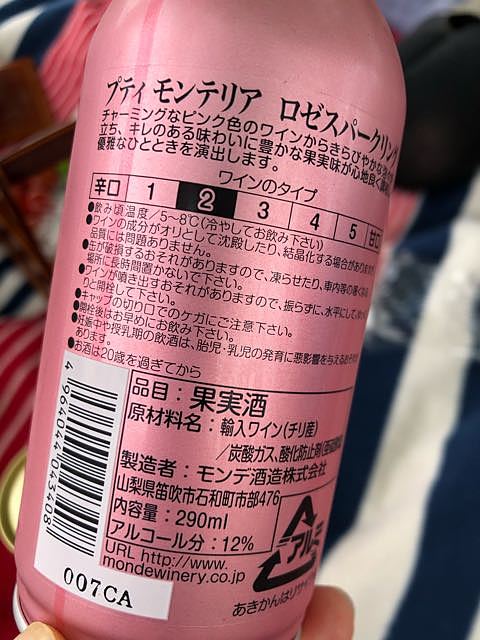 プティ モンテリア ロゼスパークリング
チャーミングなピンク色のワインからきらびやかな
立ち、キレのある味わいに豊かな果実味が心地良く
優雅なひとときを演出します。
ワインのタイプ
辛口 1 2 3 4 5 甘口
●飲み頃温度／5～8℃(冷やしてお飲み下さい)
●ワインの成分がオリとして沈殿したり、結晶化する場合がありますが、
品質には問題ありません。
●缶が破損するおそれがありますので、凍らせたり、車内等の
場所に長時間置かないで下さい。
●ワインが噴き出すおそれがありますので、振らずに、水平にして
りと開栓して下さい。
●キャップの切り口でのケガにご注意下さい。
●開栓後はお早めにお飲み下さい。
●妊娠中や授乳期の飲酒は、胎児・乳児の発育に悪影響を与えるおそれが
あります。
●お酒は20歳を過ぎてから
品目：果実酒
原材料名：輸入ワイン(チリ産)
／炭酸ガス、酸化防止剤
製造者：モンデ酒造株式会社
山梨県笛吹市石和町市部476
内容量：290ml
アルコール分：12%
URL http://www.
mondewinery.co.jp
アルミ
あきかんはリサイクル
4964044043408
007CA